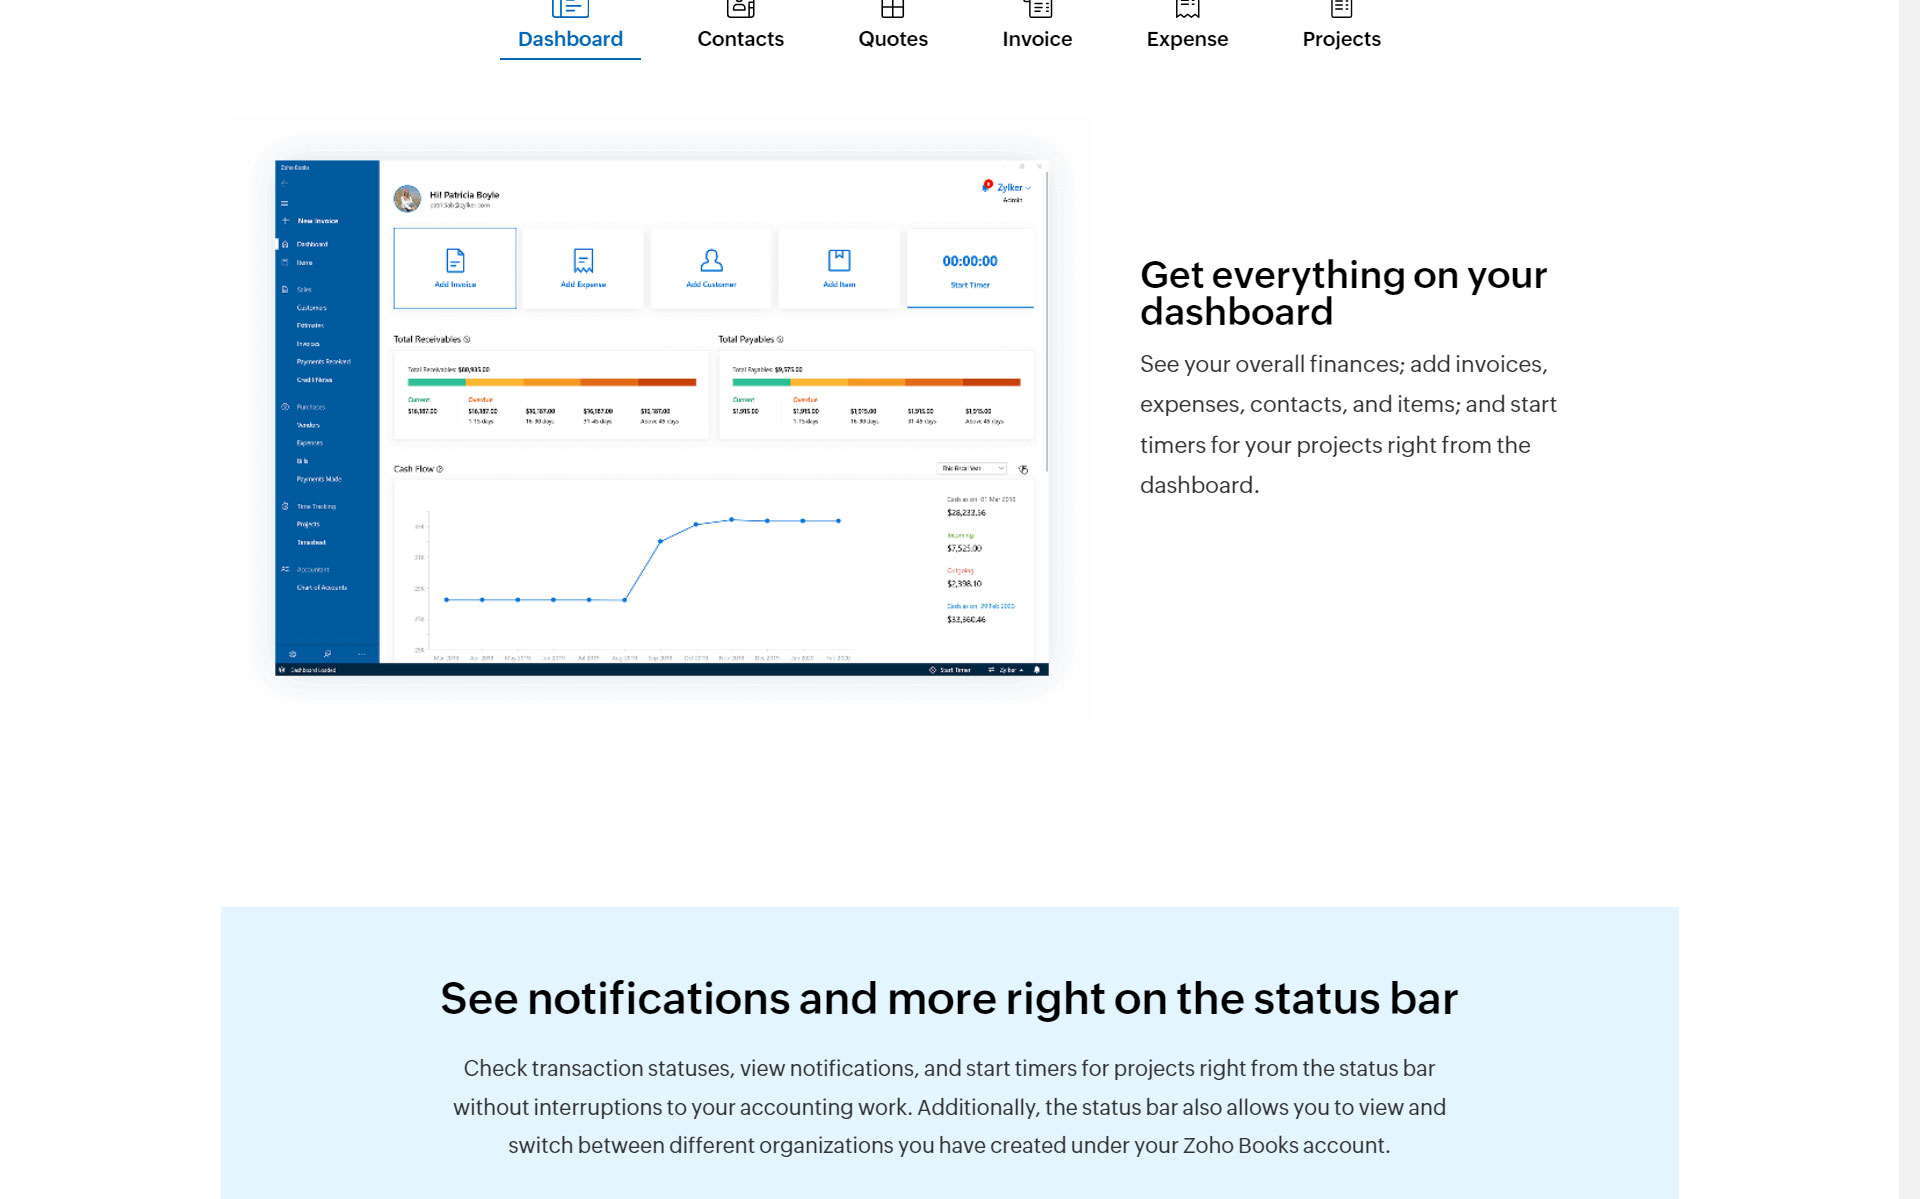 Dashboard
Contacts
Quotes
Invoice
Expense
Projects
Zoho Books
New Invoice
Dashboard
Items
Sales
Customers
Estimates
Invoices
Payments Received
Credit Notes
Purchases
Vendors
Expenses
Bills
Payments Made
Time Tracking
Projects
Timesheet
Accountant
Chart of Accounts
Hi! Patricia Boyle
patriciab@zylker.com
Zylker
Admin
Add Invoice
Add Expense
Add Customer
Add Item
00:00:00
Start Timer
Total Receivables
Total Receivables: $80,935.00
Current
Overdue
$16,187.00 $16,187.00 $16,187.00 $16,187.00 $16,187.00
1-15 days 16-30 days 31-45 days Above 45 days
Total Payables
Total Payables: $9,575.00
Current
Overdue
$1,915.00 $1,915.00 $1,915.00 $1,915.00 $1,915.00
1-15 days 16-30 days 31-45 days Above 45 days
Cash Flow
This Fiscal Year
33K
31K
29K
27K
25K
Mar 2019 Apr 2019 May 2019 Jun 2019 Jul 2019 Aug 2019 Sep 2019 Oct 2019 Nov 2019 Dec 2019 Jan 2020 Feb 2020
Cash as on 01 Mar 2019
$28,233.56
Incoming
$7,525.00
Outgoing
$2,398.10
Cash as on 29 Feb 2020
$33,360.46
Dashboard Loaded
Start Timer
Zylker
Get everything on your
dashboard
See your overall finances; add invoices,
expenses, contacts, and items; and start
timers for your projects right from the
dashboard.
See notifications and more right on the status bar
Check transaction statuses, view notifications, and start timers for projects right from the status bar
without interruptions to your accounting work. Additionally, the status bar also allows you to view and
switch between different organizations you have created under your Zoho Books account.